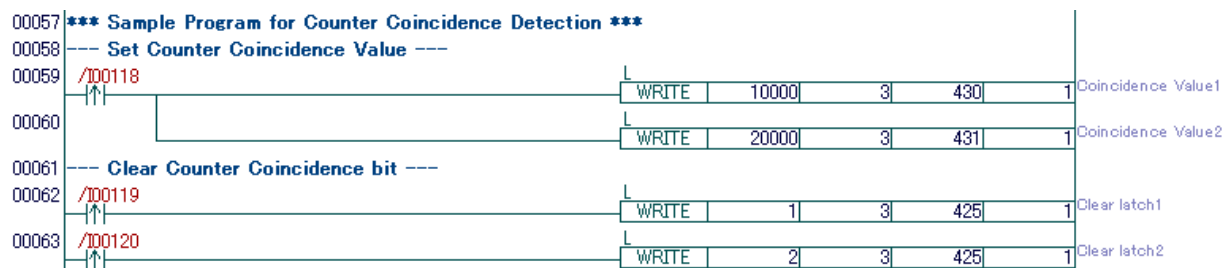 00057 *** Sample Program for Counter Coincidence Detection ***
00058 --- Set Counter Coincidence Value ---
00059 /I00118 L WRITE 10000 3 430 1 Coincidence Value1
00060 L WRITE 20000 3 431 1 Coincidence Value2
00061 --- Clear Counter Coincidence bit ---
00062 /I00119 L WRITE 1 3 425 1 Clear latch1
00063 /I00120 L WRITE 2 3 425 1 Clear latch2